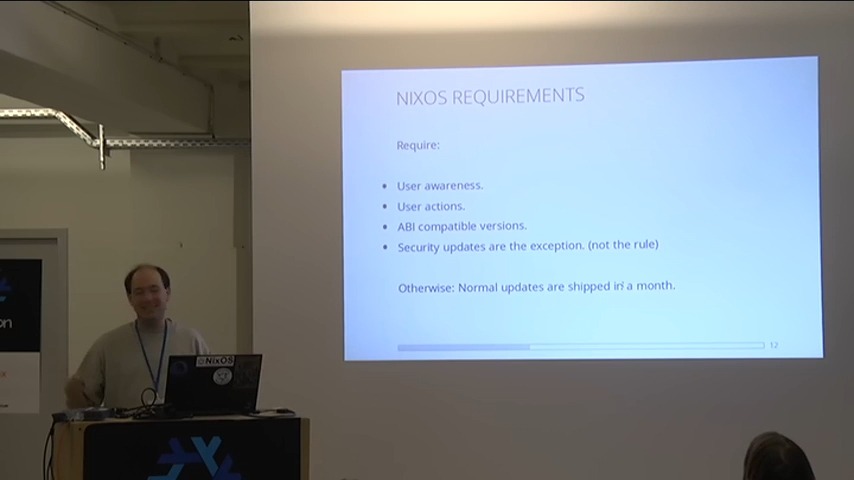 NIXOS REQUIREMENTS
Require:
User awareness.
User actions.
ABI compatible versions.
Security updates are the exception. (not the rule)
Otherwise: Normal updates are shipped in a month.
12
NixOS
on